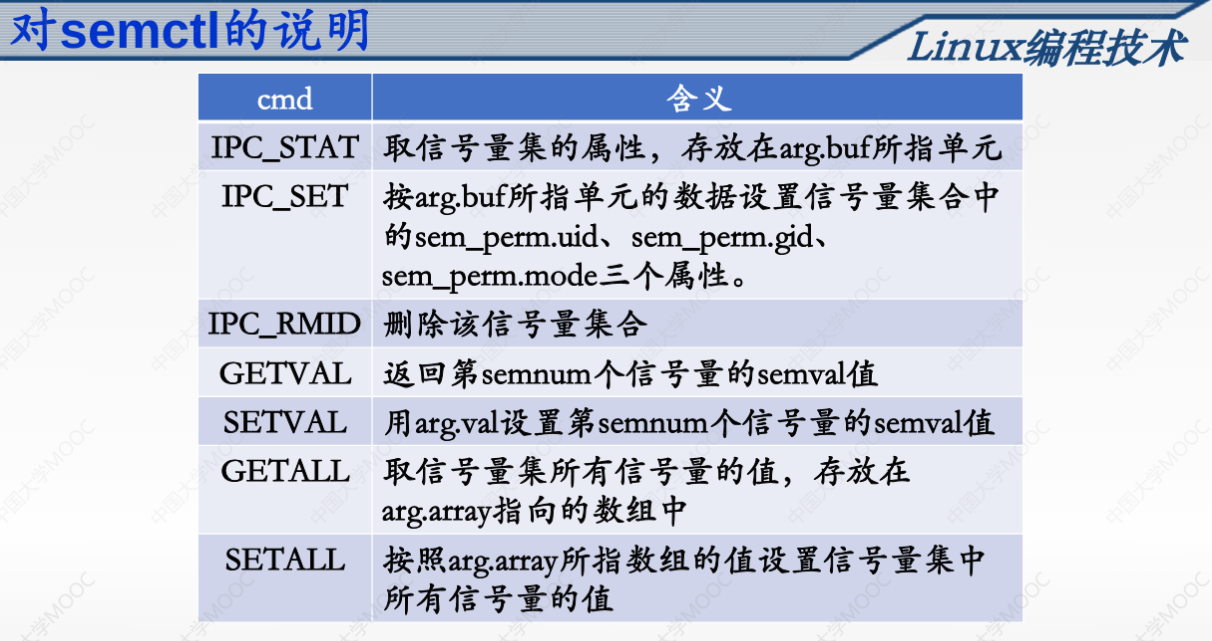 对semctl的说明
Linux编程技术
cmd 含义
IPC_STAT 取信号量集的属性，存放在arg.buf所指单元
IPC_SET 按arg.buf所指单元的数据设置信号量集合中
的sem_perm.uid、sem_perm.gid、
sem_perm.mode三个属性。
IPC_RMID 删除该信号量集合
GETVAL 返回第semnum个信号量的semval值
SETVAL 用arg.val设置第semnum个信号量的semval值
GETALL 取信号量集所有信号量的值，存放在
arg.array指向的数组中
SETALL 按照arg.array所指数组的值设置信号量集中
所有信号量的值
中国大学MOOC